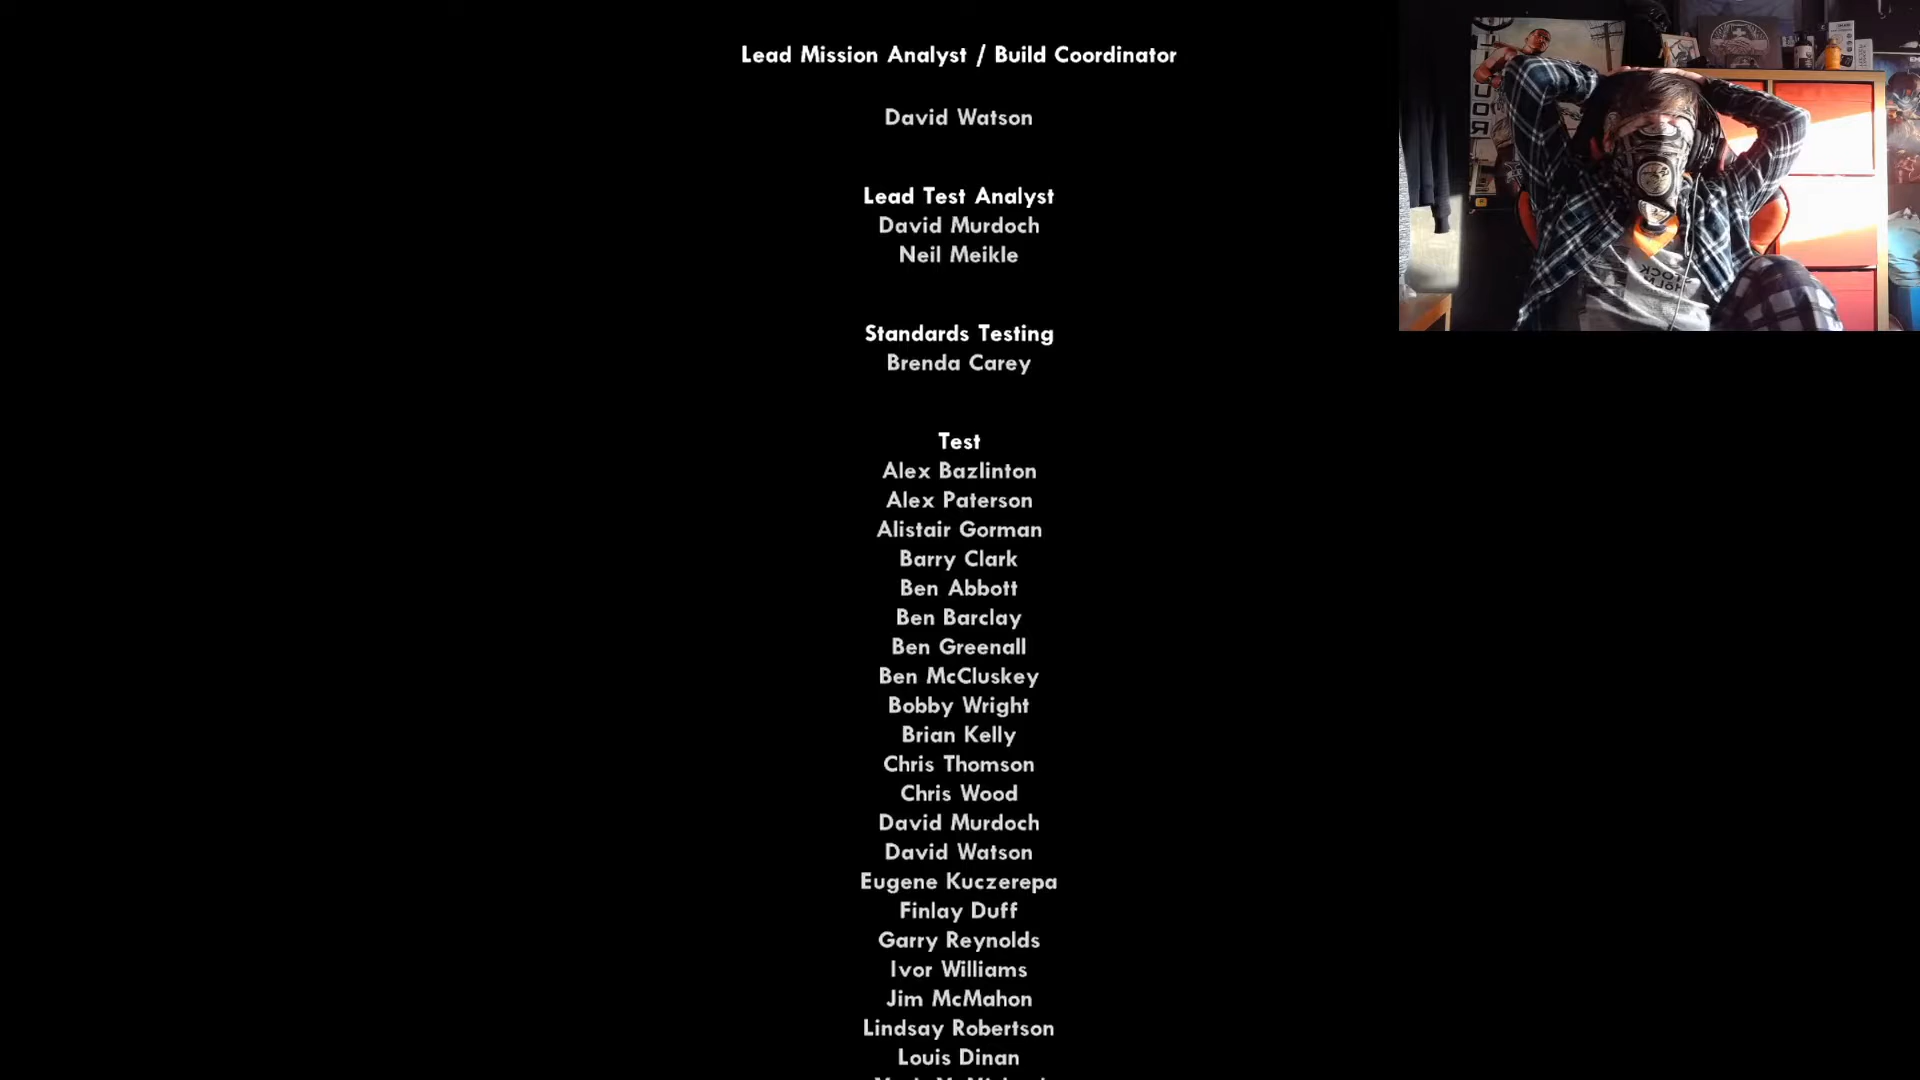 Lead Mission Analyst / Build Coordinator
David Watson
Lead Test Analyst
David Murdoch
Neil Meikle
Standards Testing
Brenda Carey
Test
Alex Bazlinton
Alex Paterson
Alistair Gorman
Barry Clark
Ben Abbott
Ben Barclay
Ben Greenall
Ben McCluskey
Bobby Wright
Brian Kelly
Chris Thomson
Chris Wood
David Murdoch
David Watson
Eugene Kuczerepa
Finlay Duff
Garry Reynolds
Ivor Williams
Jim McMahon
Lindsay Robertson
Louis Dinan